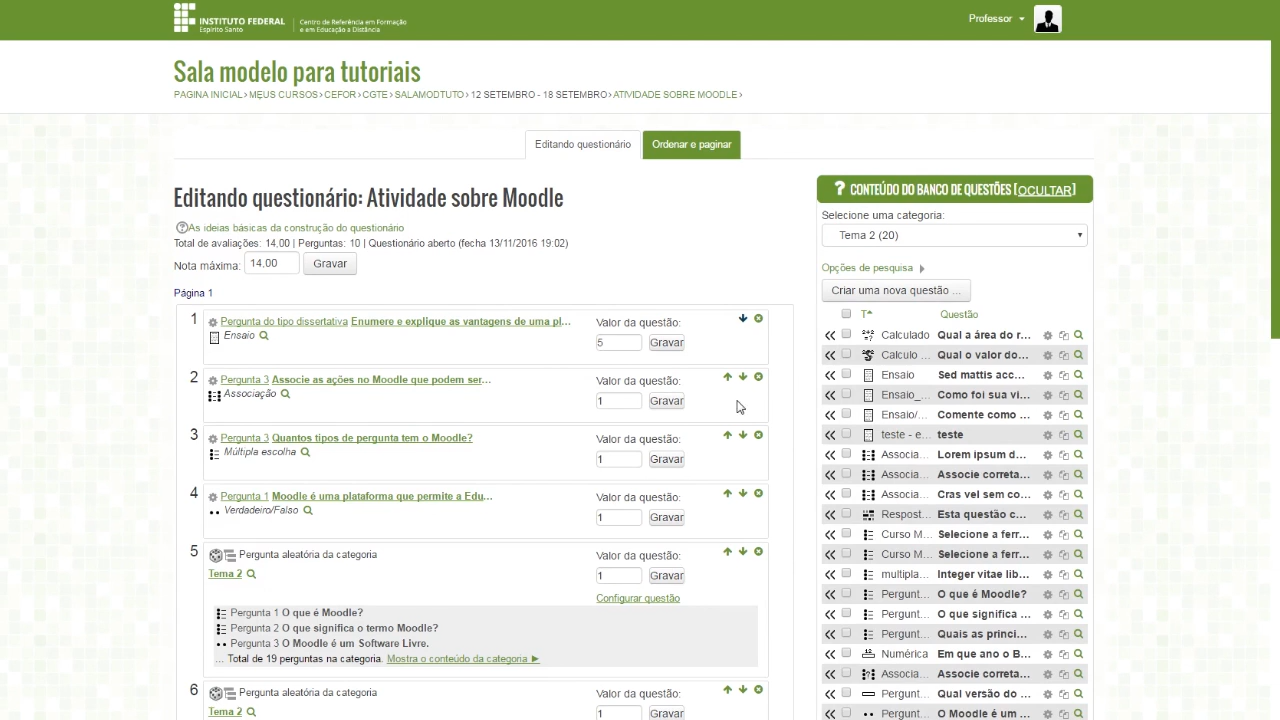 INSTITUTO FEDERAL
Espírito Santo
Centro de Referência em Formação
e em Educação a Distância
Professor
Sala modelo para tutoriais
PAGINA INICIAL › MEUS CURSOS › CEFOR › CGTE › SALAMODTUTO › 12 SETEMBRO - 18 SETEMBRO › ATIVIDADE SOBRE MOODLE ›
Editando questionário
Ordenar e paginar
Editando questionário: Atividade sobre Moodle
As ideias básicas da construção do questionário
Total de avaliações: 14,00 | Perguntas: 10 | Questionário aberto (fecha 13/11/2016 19:02)
Nota máxima: 14,00 Gravar
Página 1
1 Pergunta do tipo dissertativa Enumere e explique as vantagens de uma pl...
Ensaio
Valor da questão:
5 Gravar
2 Pergunta 3 Associe as ações no Moodle que podem ser...
Associação
Valor da questão:
1 Gravar
3 Pergunta 3 Quantos tipos de pergunta tem o Moodle?
Múltipla escolha
Valor da questão:
1 Gravar
4 Pergunta 1 Moodle é uma plataforma que permite a Edu...
Verdadeiro/Falso
Valor da questão:
1 Gravar
5 Pergunta aleatória da categoria
Tema 2
Valor da questão:
1 Gravar
Configurar questão
Pergunta 1 O que é Moodle?
Pergunta 2 O que significa o termo Moodle?
Pergunta 3 O Moodle é um Software Livre.
... Total de 19 perguntas na categoria. Mostra o conteúdo da categoria ►
6 Pergunta aleatória da categoria
Tema 2
Valor da questão:
1 Gravar
? CONTEÚDO DO BANCO DE QUESTÕES [OCULTAR]
Selecione uma categoria:
Tema 2 (20)
Opções de pesquisa
Criar uma nova questão ...
T Questão
Calculado Qual a área do r...
Calculo ... Qual o valor do...
Ensaio Sed mattis acc...
Ensaio_... Como foi sua vi...
Ensaio/... Comente como ...
teste - e... teste
Associa... Lorem ipsum d...
Associa... Associe correta...
Associa... Cras vel sem co...
Respost... Esta questão c...
Curso M... Selecione a ferr...
Curso M... Selecione a ferr...
multipla... Integer vitae lib...
Pergunt... O que é Moodle?
Pergunt... O que significa ...
Pergunt... Quais as princi...
Numérica Em que ano o B...
Associa... Associe correta...
Pergunt... Qual versão do ...
Pergunt... O Moodle é um ...